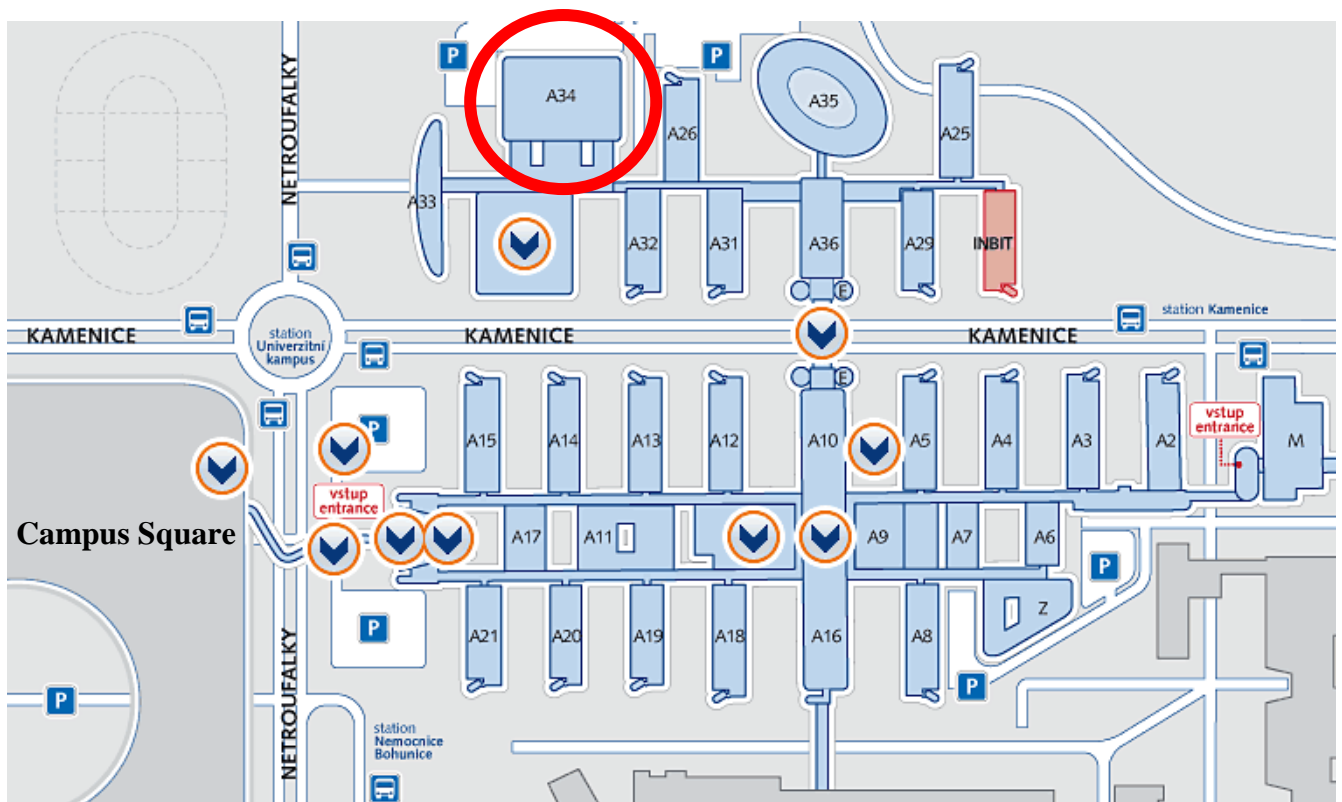 P
P
A34
A26
A35
A25
NETROUFALKY
A33
A32
A31
A36
A29
INBIT
E
KAMENICE
station
Univerzitní
kampus
KAMENICE
KAMENICE
station Kamenice
E
A15
A14
A13
A12
A10
A5
A4
A3
A2
vstup
entrance
M
P
vstup
entrance
Campus Square
A17
A11
A9
A7
A6
P
P
A21
A20
A19
A18
A16
A8
Z
P
P
NETROUFALKY
station
Nemocnice
Bohunice